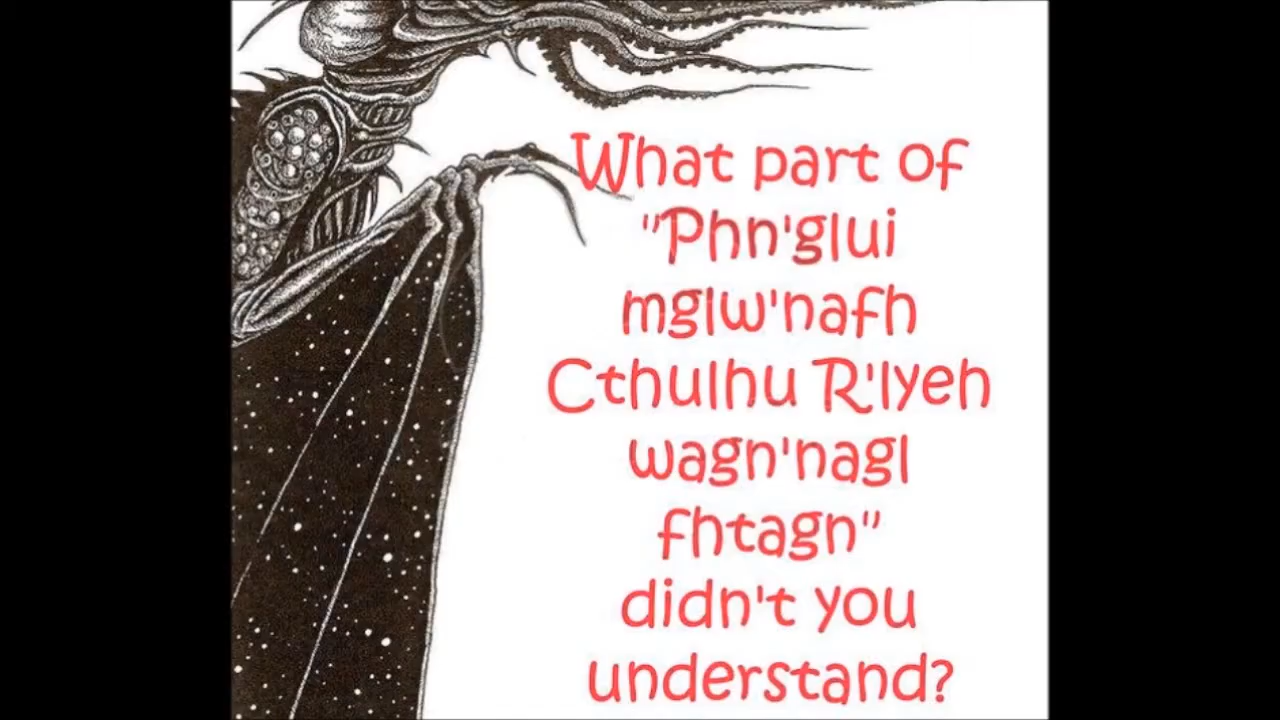 What part of
"Phn'glui
mglw'nafh
Cthulhu R'lyeh
wagn'nagl
fhtagn"
didn't you
understand?